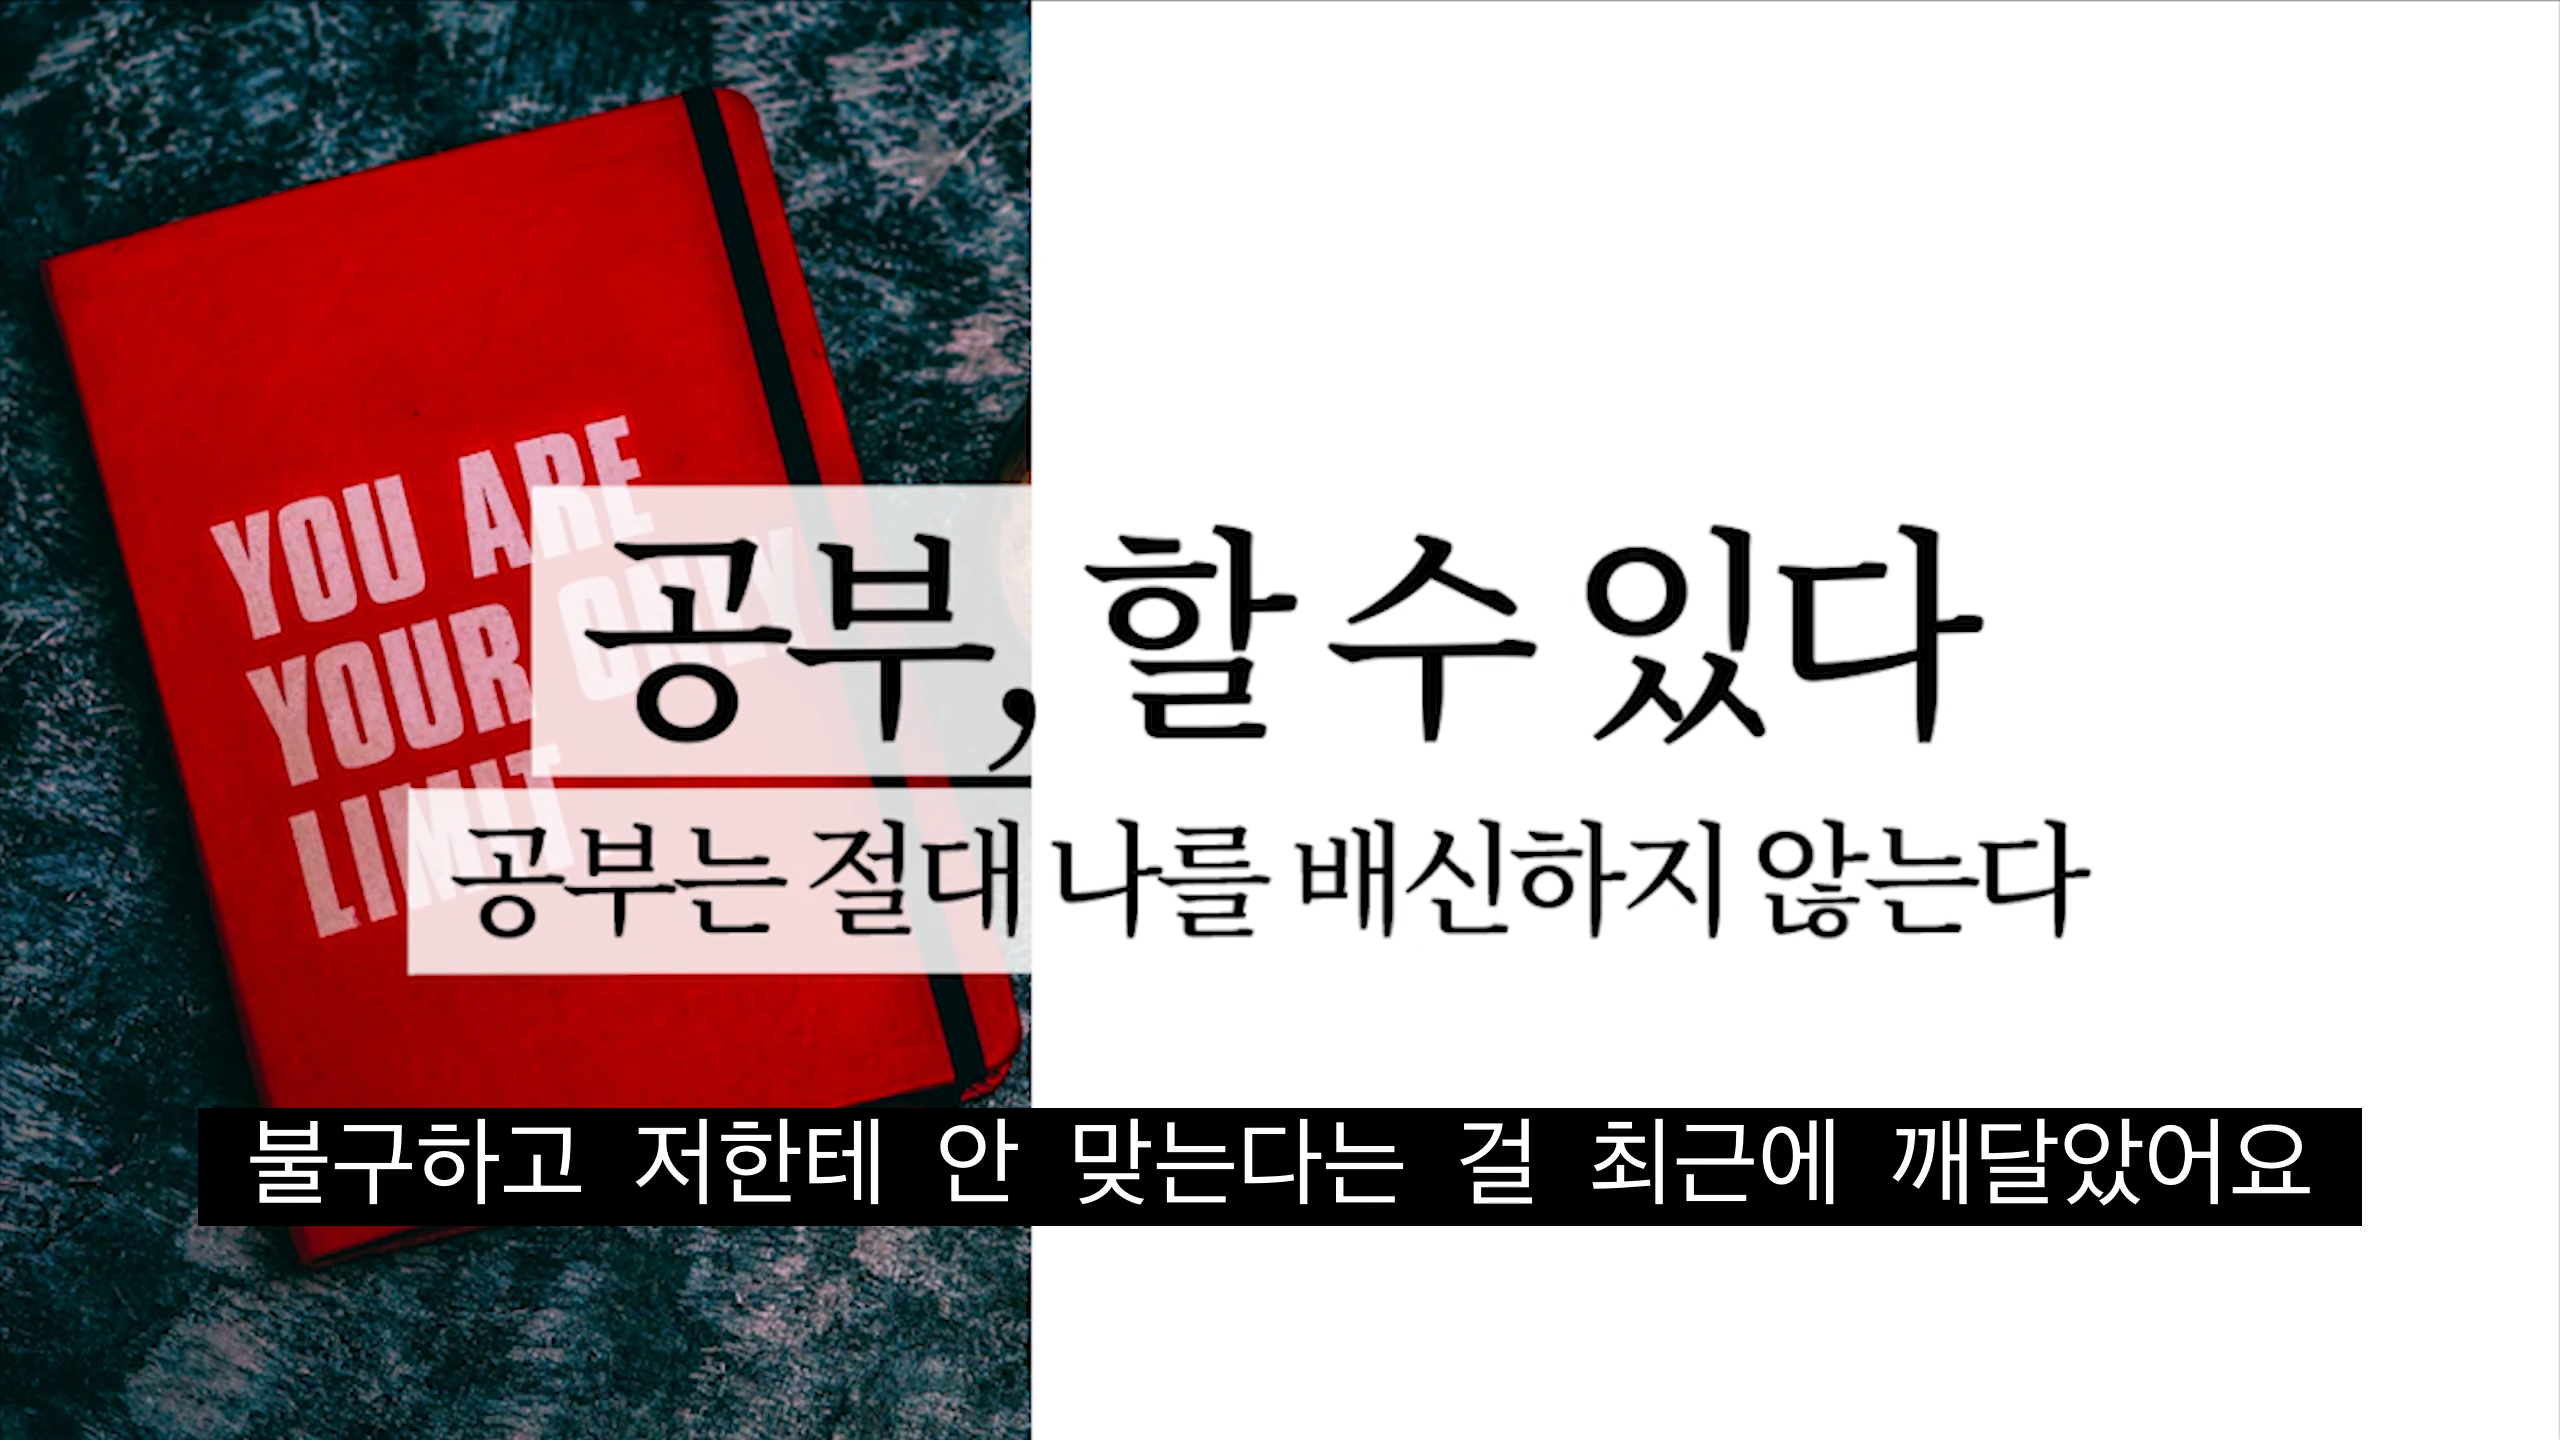 YOU ARE
YOUR ONLY
LIMIT
공부, 할 수 있다
공부는 절대 나를 배신하지 않는다
불구하고 저한테 안 맞는다는 걸 최근에 깨달았어요